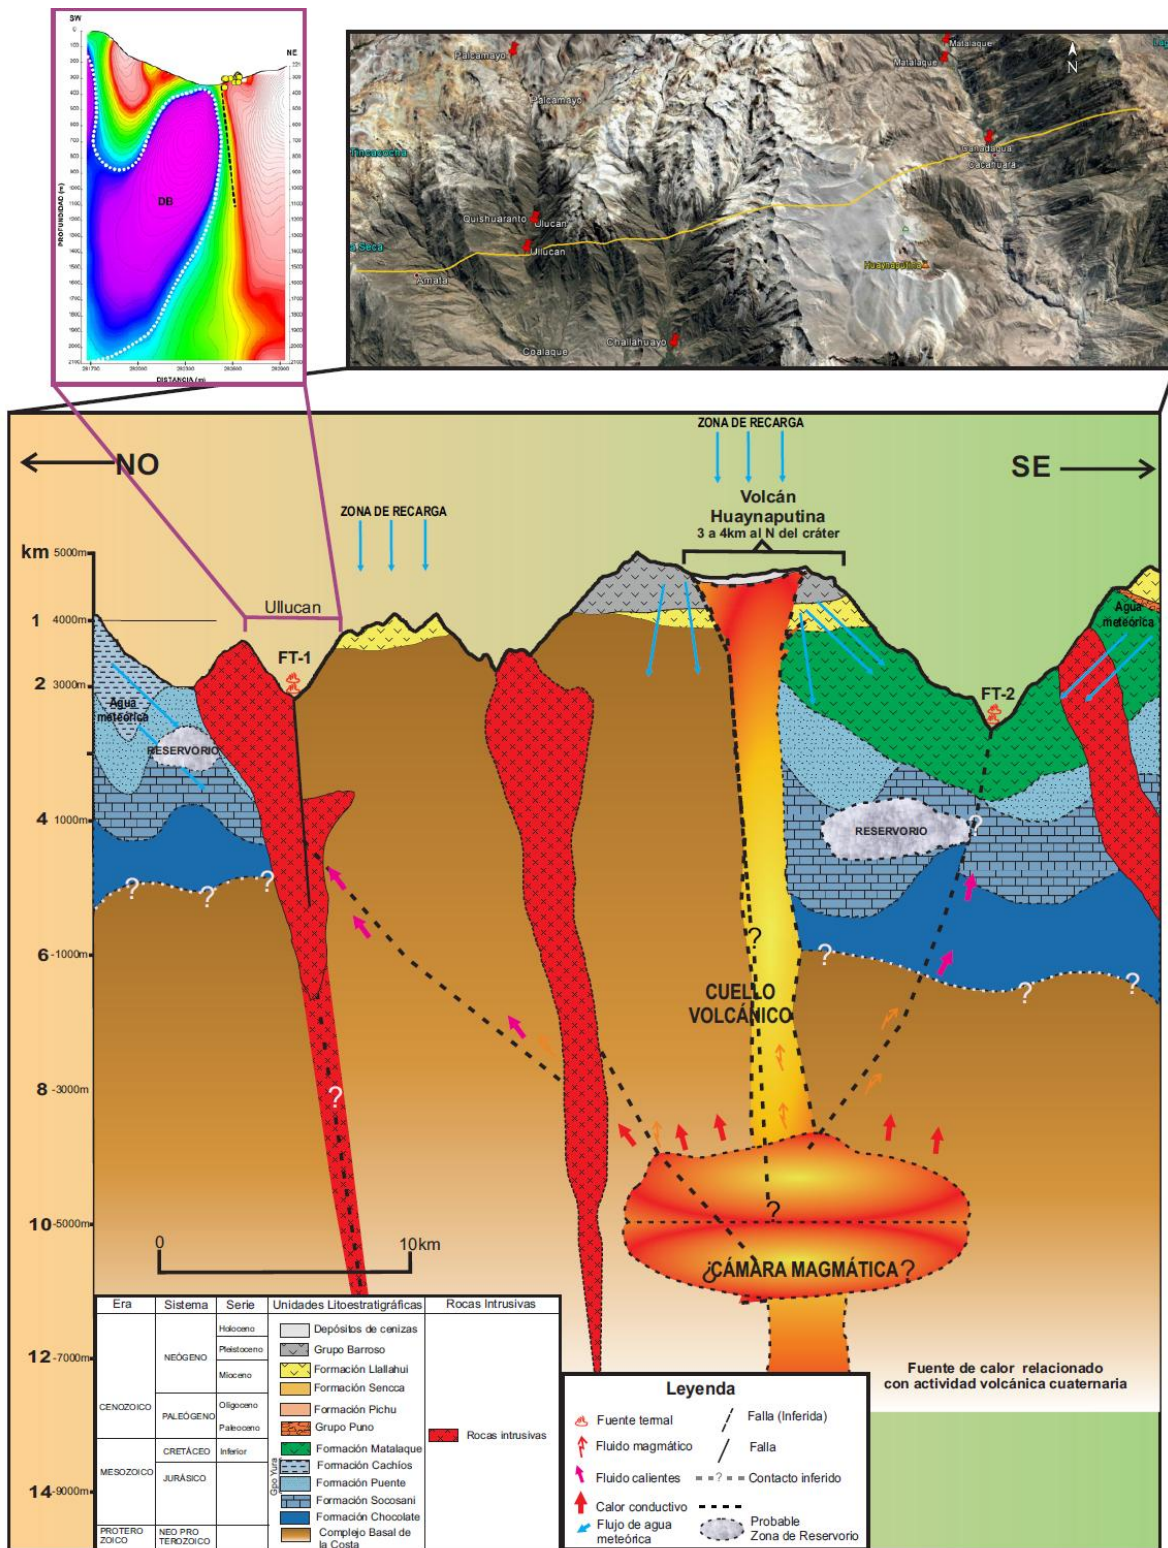 SW
NE
PROFUNDIDAD (m)
DB
DISTANCIA (m)
Palcamayo
Palcamayo
Tincacocha
Quishuaranto
Ulucan
Ullucan
a Seca
Amata
Coalaque
Challahuayo
Matalaque
Matalaque
N
Cacahuara
Huaynaputina
NO
SE
ZONA DE RECARGA
ZONA DE RECARGA
Volcán
Huaynaputina
3 a 4km al N del cráter
km
5000m
1 4000m
2 3000m
4 1000m
6 -1000m
8 -3000m
10 -5000m
12 -7000m
14 -9000m
Ullucan
FT-1
FT-2
Agua
meteórica
Agua
meteórica
RESERVORIO
RESERVORIO
?
?
?
?
?
?
?
?
?
?
CUELLO
VOLCÁNICO
¿CÁMARA MAGMÁTICA?
0
10km
Fuente de calor relacionado
con actividad volcánica cuaternaria
Era Sistema Serie Unidades Litoestratigráficas Rocas Intrusivas
CENOZOICO
NEÓGENO
Holoceno
Pleistoceno
Mioceno
PALEÓGENO
Oligoceno
Paleoceno
MESOZOICO
CRETÁCEO
Inferior
JURÁSICO
PROTERO
ZOICO
NEO PRO
TEROZOICO
Depósitos de cenizas
Grupo Barroso
Formación Llallahui
Formación Sencca
Formación Pichu
Grupo Puno
Formación Matalaque
Gpo Yura
Formación Cachíos
Formación Puente
Formación Socosani
Formación Chocolate
Complejo Basal de
la Costa
Rocas intrusivas
Leyenda
Fuente termal
Fluido magmático
Fluido calientes
Calor conductivo
Flujo de agua
meteórica
Falla (Inferida)
Falla
? Contacto inferido
Probable
Zona de Reservorio